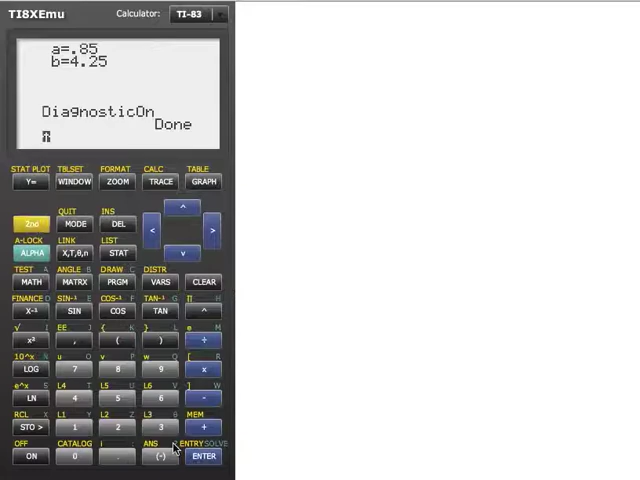 TI8XEmu Calculator: TI-83
a=.85
b=4.25
DiagnosticOn
Done
STAT PLOT TBLSET FORMAT CALC TABLE
Y= WINDOW ZOOM TRACE GRAPH
QUIT INS
2nd MODE DEL < ^ >
A-LOCK LINK LIST
ALPHA X,T,θ,n STAT v
TEST A ANGLE B DRAW C DISTR
MATH MATRX PRGM VARS CLEAR
FINANCE D SIN-¹ E COS-¹ F TAN-¹ G Π H
X-¹ SIN COS TAN ^
√ I EE J { K } L e M
x² , ( ) ÷
10^x N u O v P w Q [ R
LOG 7 8 9 x
e^x S L4 T L5 U L6 V ] W
LN 4 5 6 -
RCL X L1 Y L2 Z L3 θ MEM
STO > 1 2 3 +
OFF CATALOG i : ANS ? ENTRY SOLVE
ON 0 . (-) ENTER